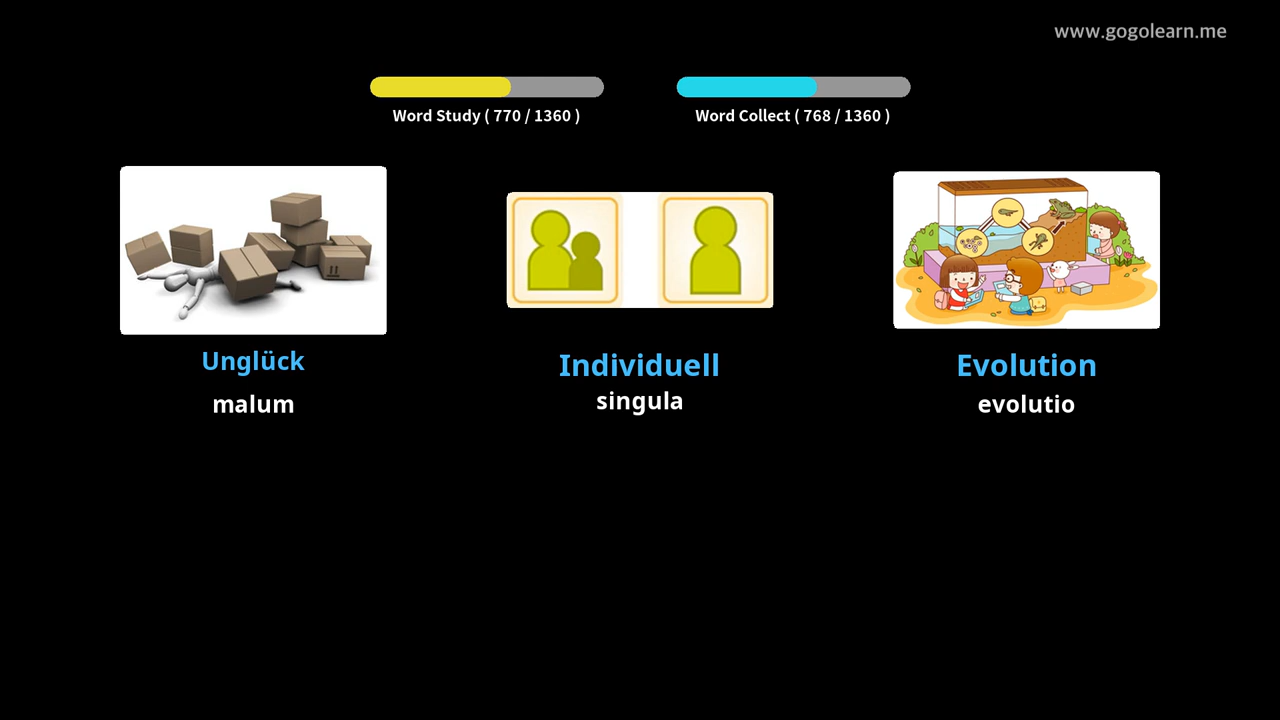 www.gogolearn.me
Word Study ( 770 / 1360 )
Word Collect ( 768 / 1360 )
Unglück
malum
Individuell
singula
Evolution
evolutio